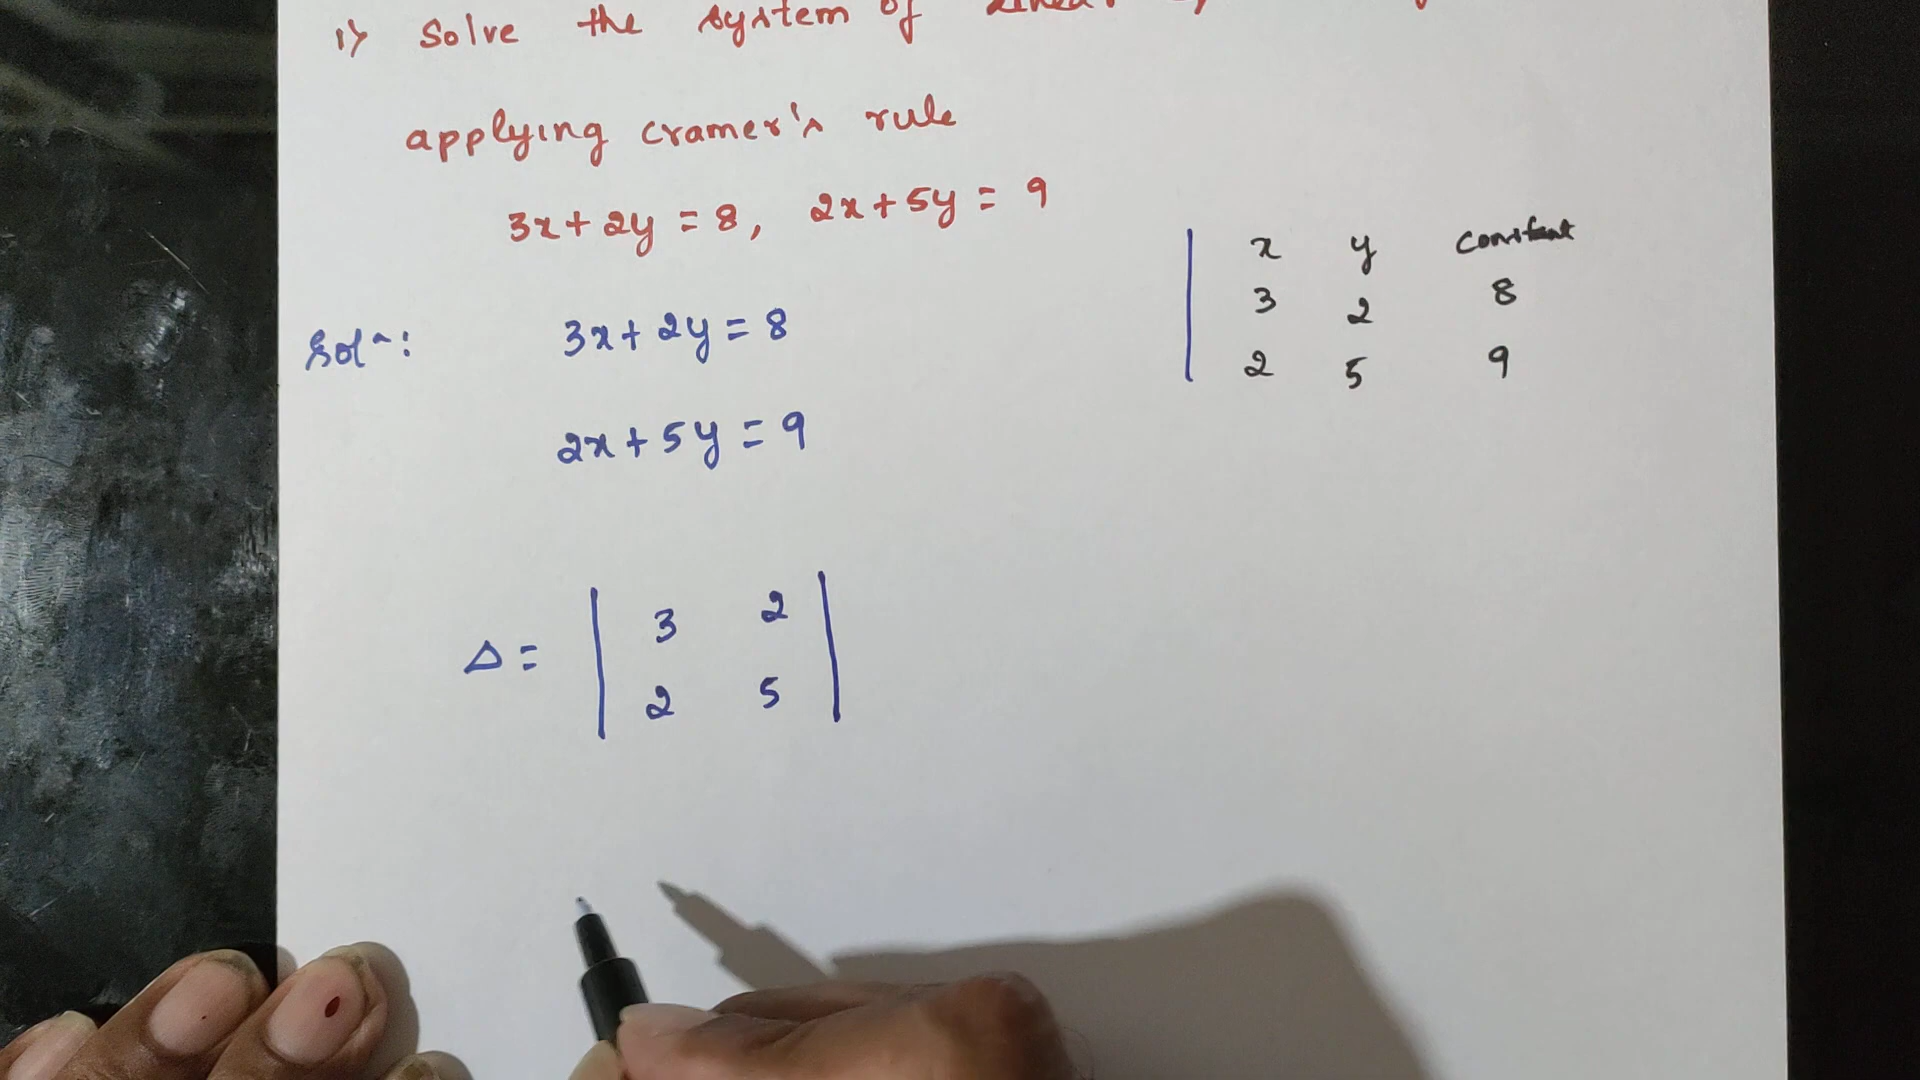 1) Solve the system of
applying cramer's rule
3x + 2y = 8, 2x + 5y = 9
Soln: 3x + 2y = 8
2x + 5y = 9
x y constant
3 2 8
2 5 9
Δ = | 3 2 |
| 2 5 |